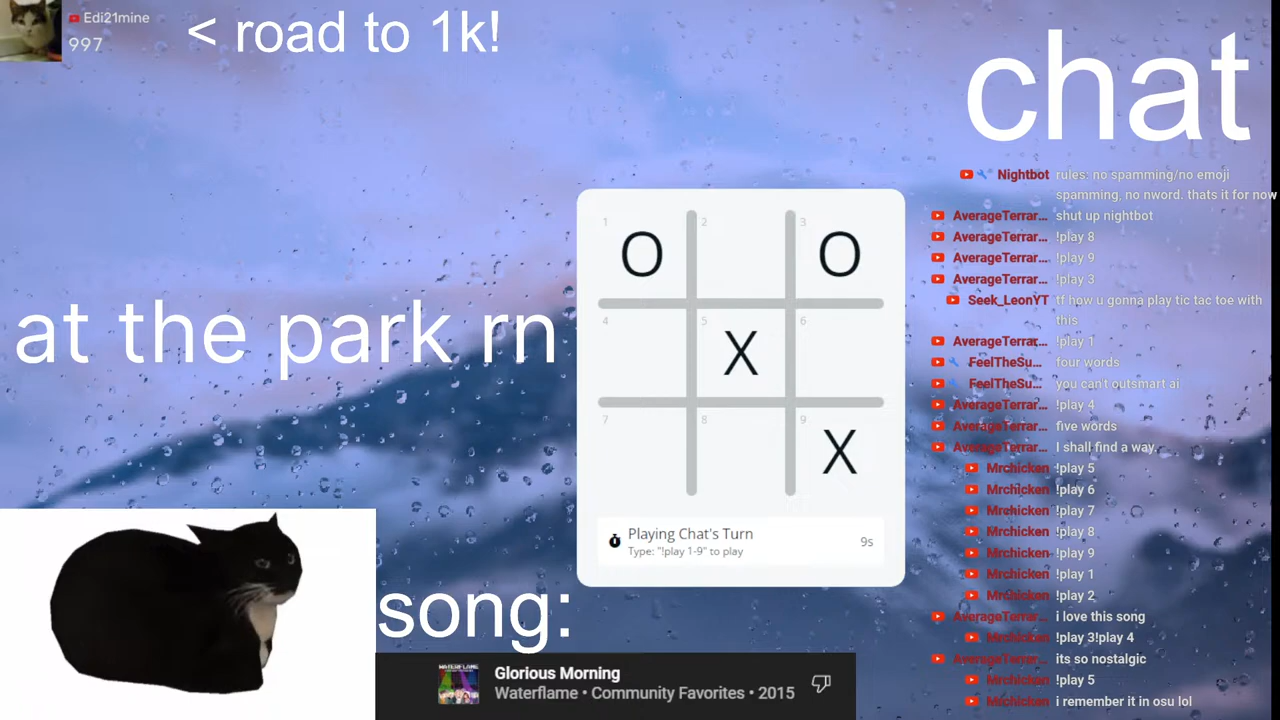 Edi21mine
997
< road to 1k!
at the park rn
1
O
2
3
O
4
5
X
6
7
8
9
X
Playing Chat's Turn
Type: "!play 1-9" to play
9s
song:
WATERFLAME
Glorious Morning
Waterflame • Community Favorites • 2015
chat
Nightbot rules: no spamming/no emoji
spamming, no nword. thats it for now
AverageTerrar... shut up nightbot
AverageTerrar... !play 8
AverageTerrar... !play 9
AverageTerrar... !play 3
Seek_LeonYT tf how u gonna play tic tac toe with
this
AverageTerrar... !play 1
FeelTheSu... four words
FeelTheSu... you can't outsmart ai
AverageTerrar... !play 4
AverageTerrar... five words
AverageTerrar... I shall find a way.
Mrchicken !play 5
Mrchicken !play 6
Mrchicken !play 7
Mrchicken !play 8
Mrchicken !play 9
Mrchicken !play 1
Mrchicken !play 2
AverageTerrar... i love this song
Mrchicken !play 3!play 4
AverageTerrar... its so nostalgic
Mrchicken !play 5
Mrchicken i remember it in osu lol